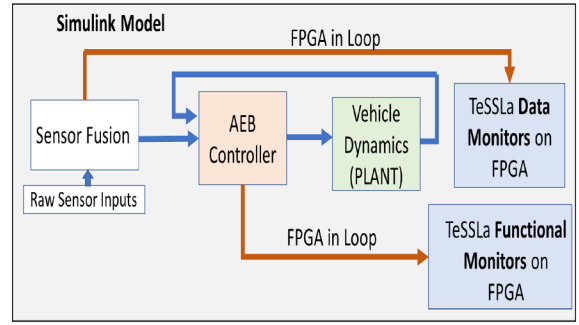 Simulink Model
FPGA in Loop
Sensor Fusion
Raw Sensor Inputs
AEB
Controller
Vehicle
Dynamics
(PLANT)
TeSSLa Data
Monitors on
FPGA
FPGA in Loop
TeSSLa Functional
Monitors on
FPGA